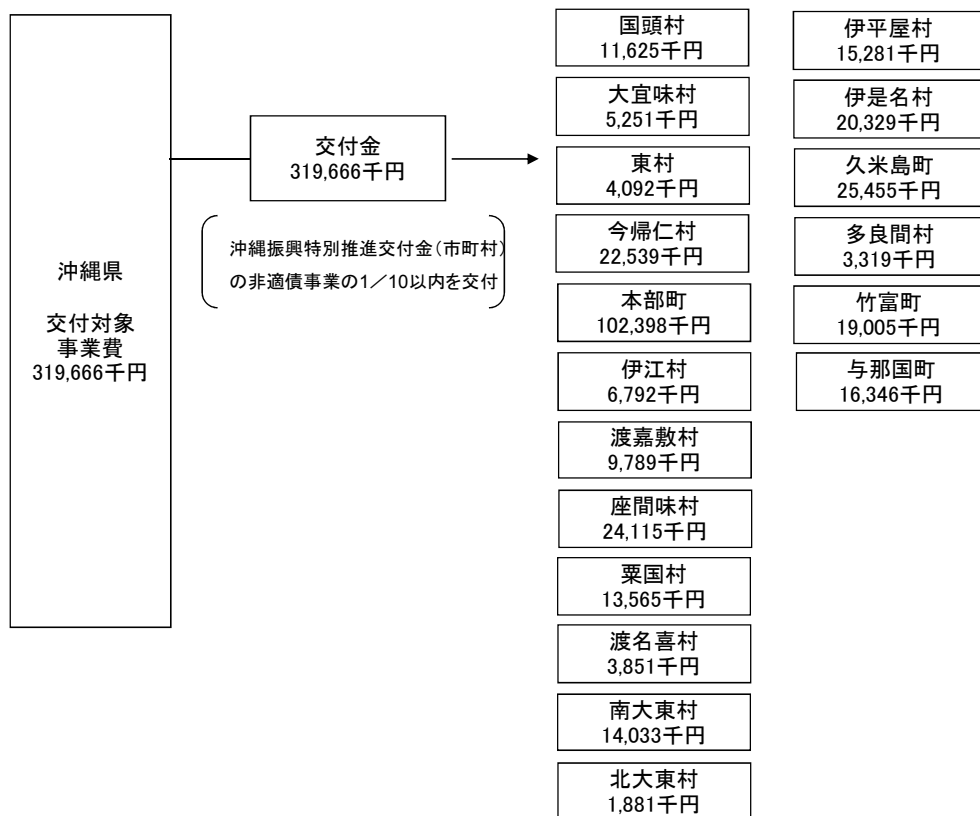 沖縄県
交付対象
事業費
319,666千円
交付金
319,666千円
沖縄振興特別推進交付金(市町村)
の非適債事業の1/10以内を交付
国頭村
11,625千円
大宜味村
5,251千円
東村
4,092千円
今帰仁村
22,539千円
本部町
102,398千円
伊江村
6,792千円
渡嘉敷村
9,789千円
座間味村
24,115千円
粟国村
13,565千円
渡名喜村
3,851千円
南大東村
14,033千円
北大東村
1,881千円
伊平屋村
15,281千円
伊是名村
20,329千円
久米島町
25,455千円
多良間村
3,319千円
竹富町
19,005千円
与那国町
16,346千円